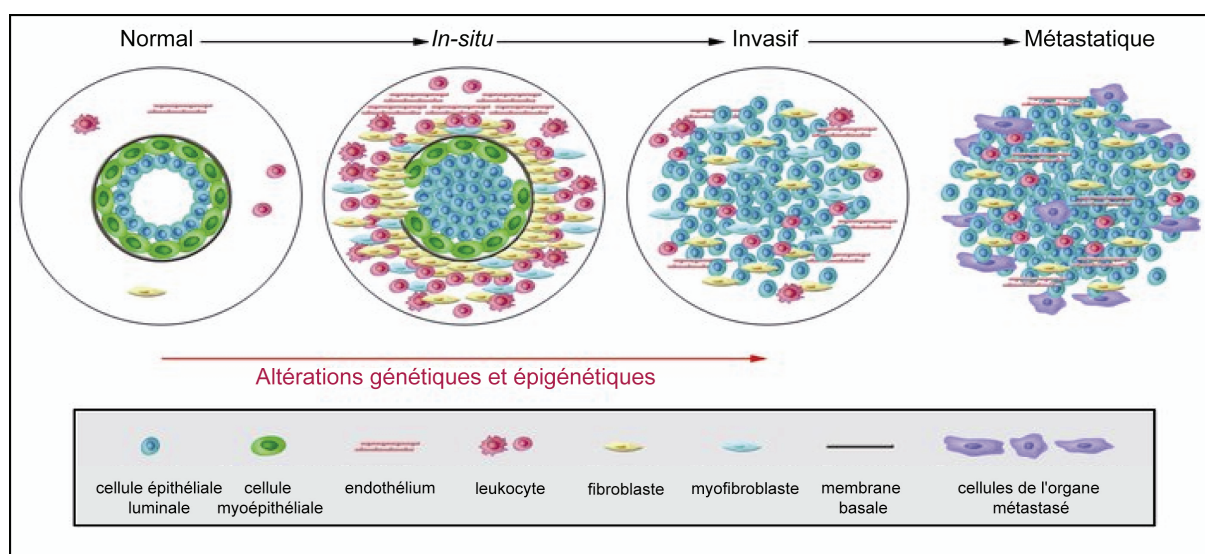 Normal In-situ Invasif Métastatique
Altérations génétiques et épigénétiques
cellule épithéliale luminale
cellule myoépithéliale
endothélium
leukocyte
fibroblaste
myofibroblaste
membrane basale
cellules de l'organe métastasé